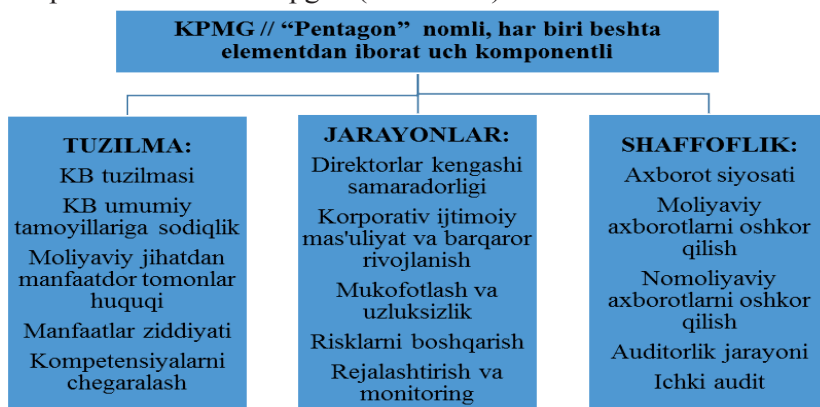 KPMG // “Pentagon” nomli, har biri beshta
elementdan iborat uch komponentli
TUZILMA:
KB tuzilmasi
KB umumiy
tamoyillariga sodiqlik
Moliyaviy jihatdan
manfaatdor tomonlar
huquqi
Manfaatlar ziddiyati
Kompetensiyalarni
chegaralash
JARAYONLAR:
Direktorlar kengashi
samaradorligi
Korporativ ijtimoiy
mas'uliyat va barqaror
rivojlanish
Mukofotlash va
uzluksizlik
Risklarni boshqarish
Rejalashtirish va
monitoring
SHAFFOFLIK:
Axborot siyosati
Moliyaviy
axborotlarni oshkor
qilish
Nomoliyaviy
axborotlarni oshkor
qilish
Auditorlik jarayoni
Ichki audit